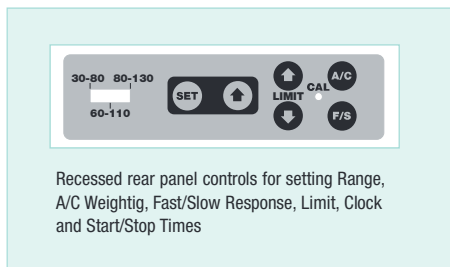 30-80 80-130
60-110
SET
LIMIT
CAL
A/C
F/S
Recessed rear panel controls for setting Range,
A/C Weightig, Fast/Slow Response, Limit, Clock
and Start/Stop Times